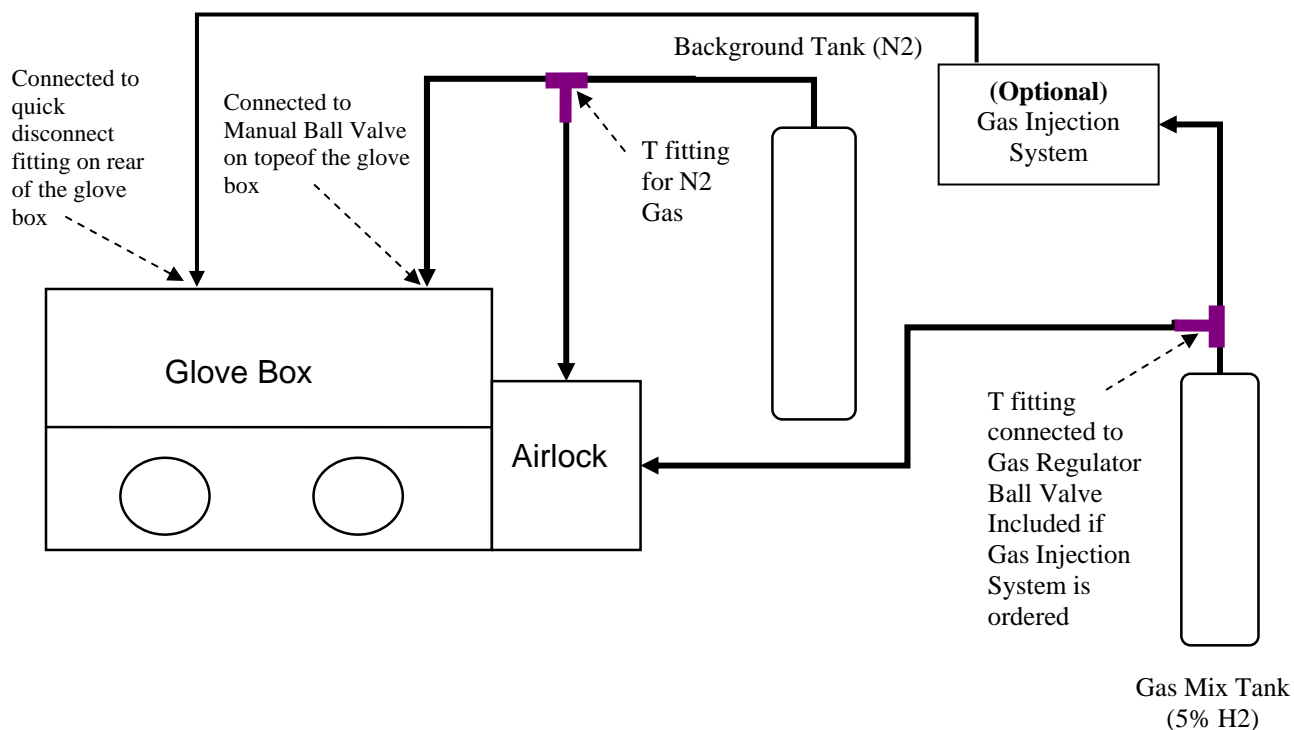 Background Tank (N2)
Connected to
quick
disconnect
fitting on rear
of the glove
box
Connected to
Manual Ball Valve
on topeof the glove
box
T fitting
for N2
Gas
(Optional)
Gas Injection
System
Glove Box
Airlock
T fitting
connected to
Gas Regulator
Ball Valve
Included if
Gas Injection
System is
ordered
Gas Mix Tank
(5% H2)